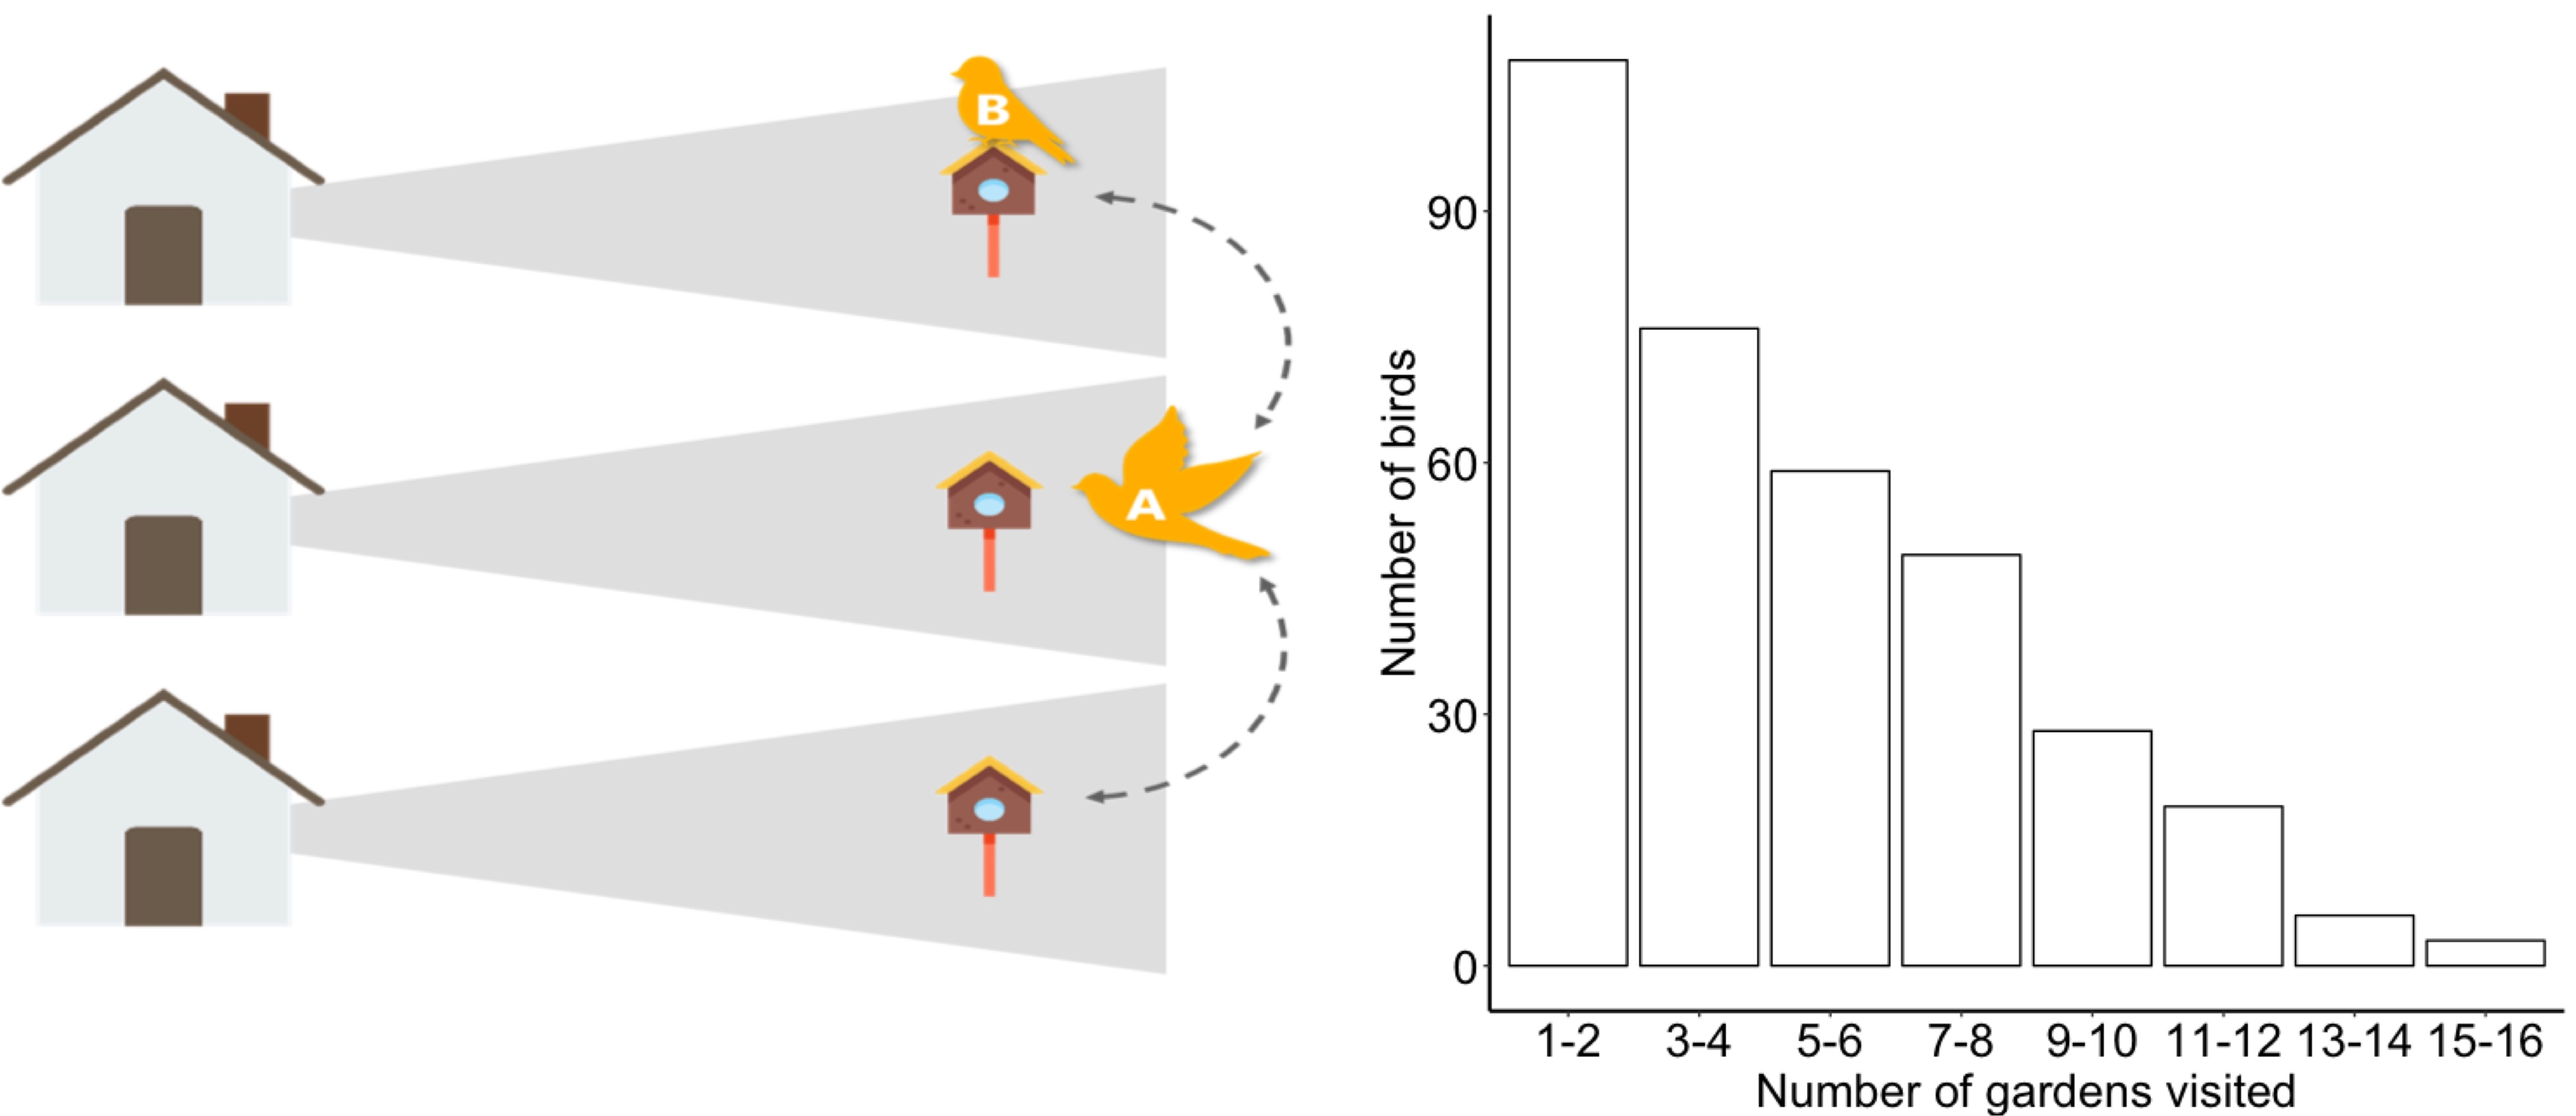 B
A
Number of birds
90
60
30
0
1-2 3-4 5-6 7-8 9-10 11-12 13-14 15-16
Number of gardens visited